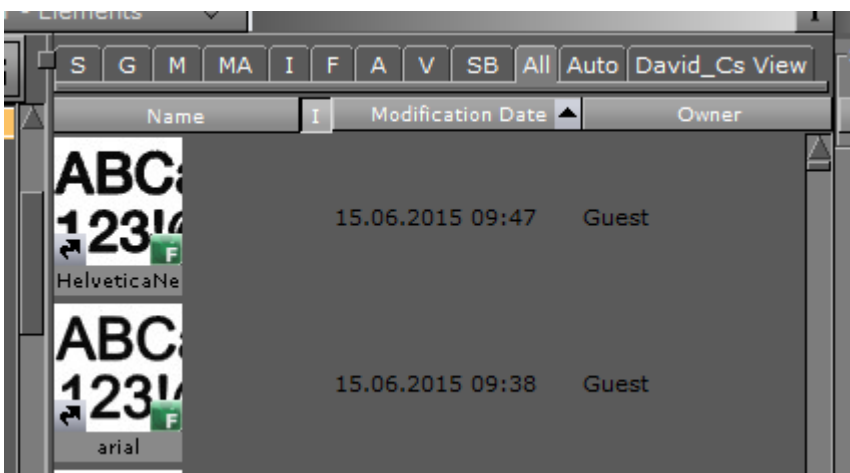 Elements
S G M MA I F A V SB All Auto David_Cs View
Name I Modification Date Owner
ABC
123!
F
HelveticaNe
15.06.2015 09:47 Guest
ABC
123!
F
arial
15.06.2015 09:38 Guest